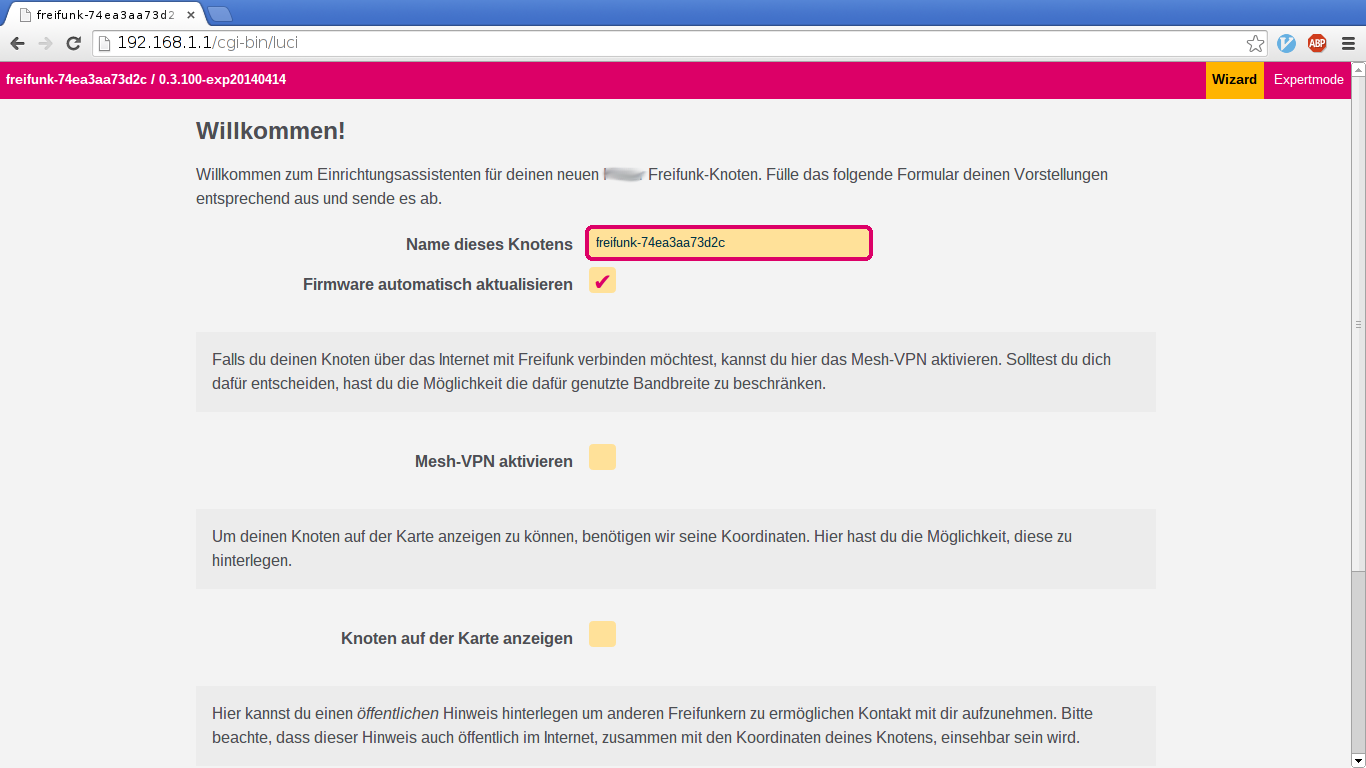 freifunk-74ea3aa73d2
192.168.1.1/cgi-bin/luci
ABP
freifunk-74ea3aa73d2c / 0.3.100-exp20140414
Wizard
Expertmode
Willkommen!
Willkommen zum Einrichtungsassistenten für deinen neuen Freifunk-Knoten. Fülle das folgende Formular deinen Vorstellungen
entsprechend aus und sende es ab.
Name dieses Knotens
freifunk-74ea3aa73d2c
Firmware automatisch aktualisieren
Falls du deinen Knoten über das Internet mit Freifunk verbinden möchtest, kannst du hier das Mesh-VPN aktivieren. Solltest du dich
dafür entscheiden, hast du die Möglichkeit die dafür genutzte Bandbreite zu beschränken.
Mesh-VPN aktivieren
Um deinen Knoten auf der Karte anzeigen zu können, benötigen wir seine Koordinaten. Hier hast du die Möglichkeit, diese zu
hinterlegen.
Knoten auf der Karte anzeigen
Hier kannst du einen öffentlichen Hinweis hinterlegen um anderen Freifunkern zu ermöglichen Kontakt mit dir aufzunehmen. Bitte
beachte, dass dieser Hinweis auch öffentlich im Internet, zusammen mit den Koordinaten deines Knotens, einsehbar sein wird.